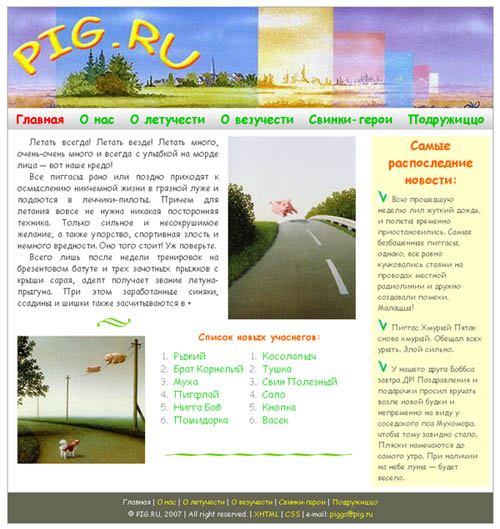 PIG.RU
Главная О нас О летучести О везучести Свинки-герои Подружиццо
Летать всегда! Летать везде! Летать много,
очень-очень много и всегда с улыбкой на морде
лица — вот наше кредо!
Все пиггасы рано или поздно приходят к
осмыслению никчемной жизни в грязной луже и
подаются в летчики-пилоты. Причем для
летания вовсе не нужна никакая посторонняя
техника. Только сильное и несокрушимое
желание, а также упорство, спортивная злость и
немного вредности. Оно того стоит! Уж поверьте.
Всего лишь после недели тренировок на
брезентовом батуте и трех зачотных прыжков с
крыши сарая, адепт получает звание летуна-
прыгуна. При этом заработанные синяки,
ссадины и шишки также засчитываются в +
Список новых учаснегов:
1. Рыжий
2. Брат Корнелий
3. Муха
4. Пигглай
5. Нигга Боб
6. Помидорка
1. Косолапыч
2. Тушка
3. Свин Полезный
4. Сало
5. Кнопка
6. Васек
Самые
распоследние
новости:
Всю прошедшую
неделю лил жуткий дождь,
и полеты временно
приостановились. Самые
безбашенные пиггасы,
однако, все равно
кучковались стаями на
проводах местной
радиолинии и дружно
создавали помехи.
Малаццы!
Пиггас Хмурый Пятак
снова хмурый. Обещал всех
урыть. Злой сильно.
У нашего друга Боббса
завтра ДР! Поздравления и
подарочки просил вручать
возле новой будки и
непременно на виду у
соседского пса Мухомора,
чтобы тому завидно стало.
Пляски намечаются до
самого утра. При наличии
на небе луны — будет
весело.
Главная | О нас | О летучести | О везучести | Свинки-герои | Подружиццо
© PIG.RU, 2007 | All right reserved. | XHTML | CSS | e-mail: piggs@pig.ru